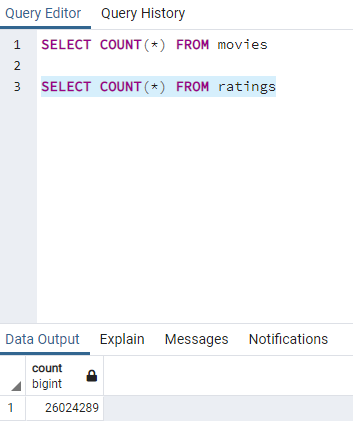 Query Editor Query History
1 SELECT COUNT(*) FROM movies
2
3 SELECT COUNT(*) FROM ratings
Data Output Explain Messages Notifications
count
bigint
1 26024289